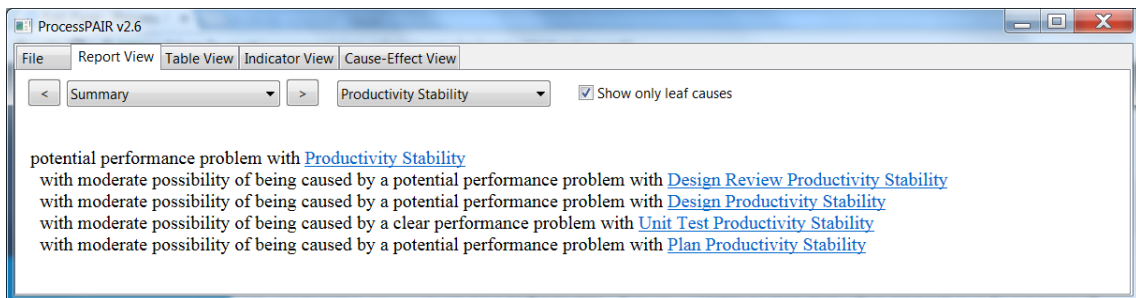 ProcessPAIR v2.6
File Report View Table View Indicator View Cause-Effect View
< Summary > Productivity Stability Show only leaf causes
potential performance problem with Productivity Stability
with moderate possibility of being caused by a potential performance problem with Design Review Productivity Stability
with moderate possibility of being caused by a potential performance problem with Design Productivity Stability
with moderate possibility of being caused by a clear performance problem with Unit Test Productivity Stability
with moderate possibility of being caused by a potential performance problem with Plan Productivity Stability